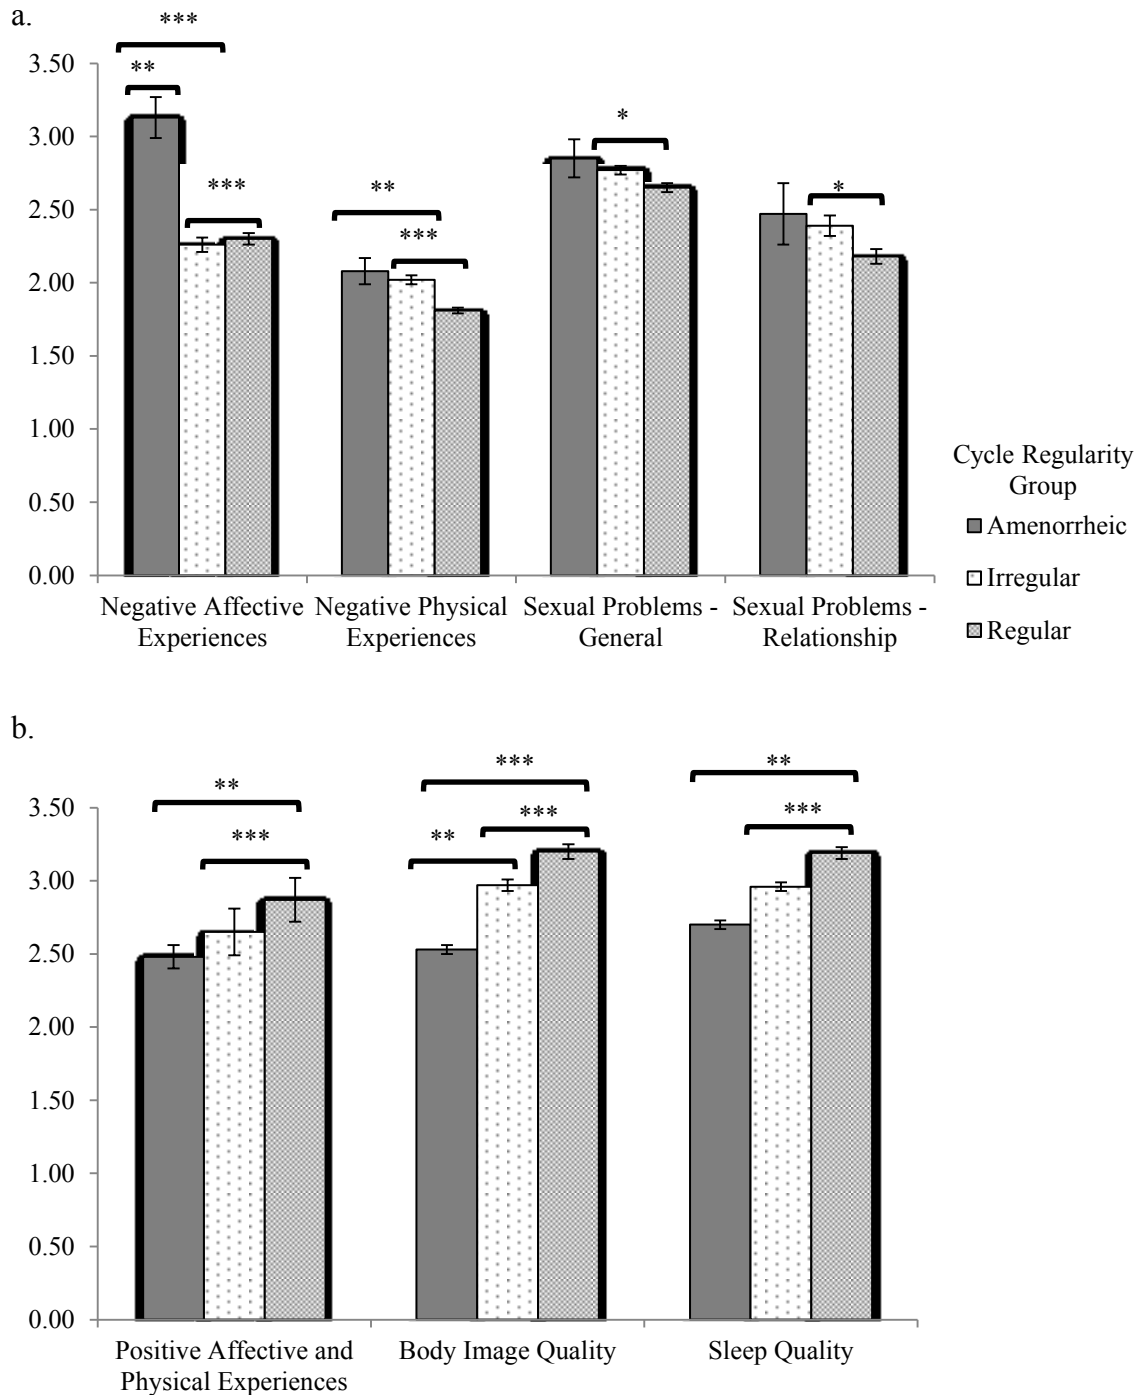 a.
***
**
***
**
***
*
*
3.50
3.00
2.50
2.00
1.50
1.00
0.50
0.00
Negative Affective
Experiences
Negative Physical
Experiences
Sexual Problems -
General
Sexual Problems -
Relationship
Cycle Regularity
Group
Amenorrheic
Irregular
Regular
b.
**
***
***
**
***
**
***
3.50
3.00
2.50
2.00
1.50
1.00
0.50
0.00
Positive Affective and
Physical Experiences
Body Image Quality
Sleep Quality